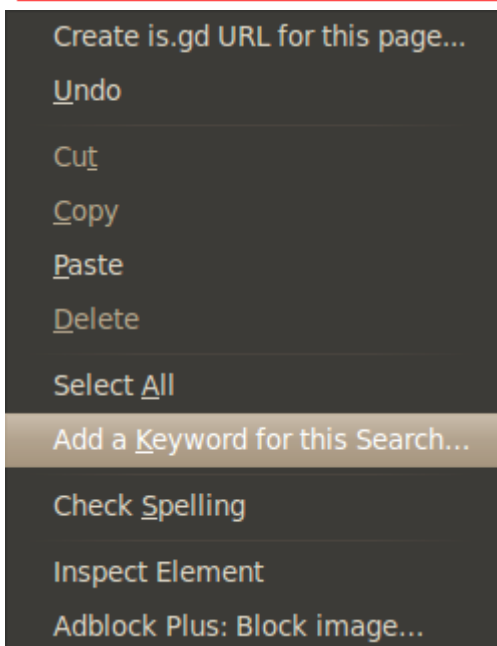 Create is.gd URL for this page...
Undo
Cut
Copy
Paste
Delete
Select All
Add a Keyword for this Search...
Check Spelling
Inspect Element
Adblock Plus: Block image...